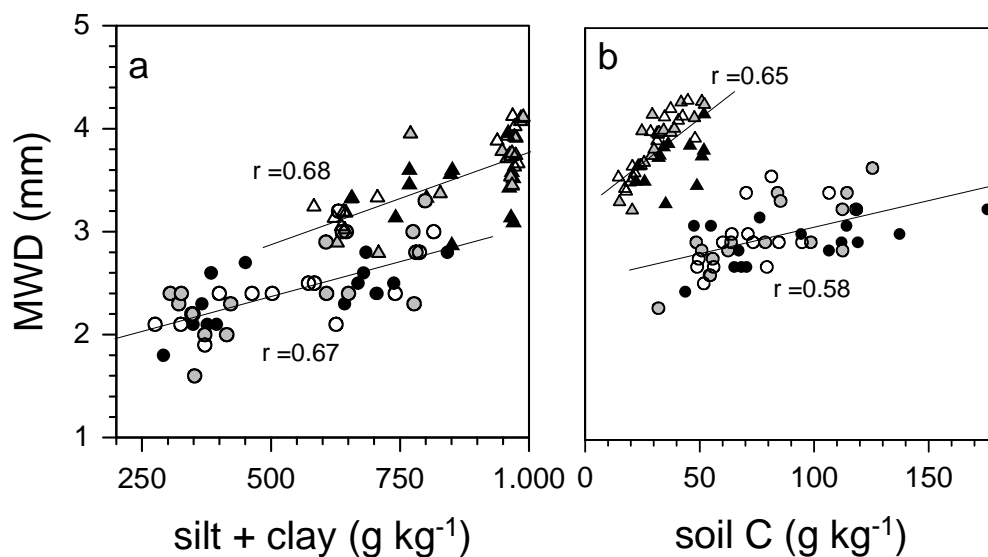 5
4
3
2
1
MWD (mm)
a
r =0.68
r =0.67
250
500
750
1.000
silt + clay (g kg-1)
b
r =0.65
r =0.58
0
50
100
150
soil C (g kg-1)